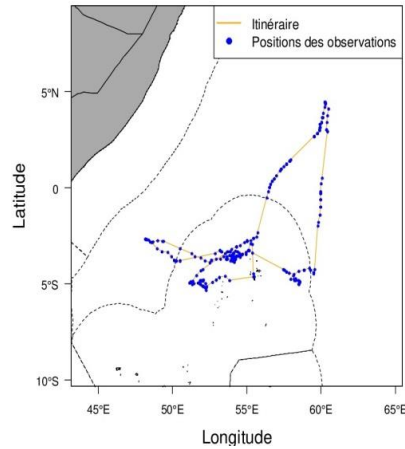 Itinéraire
Positions des observations
5°N
0
5°S
10°S
Latitude
45°E
50°E
55°E
60°E
65°E
Longitude